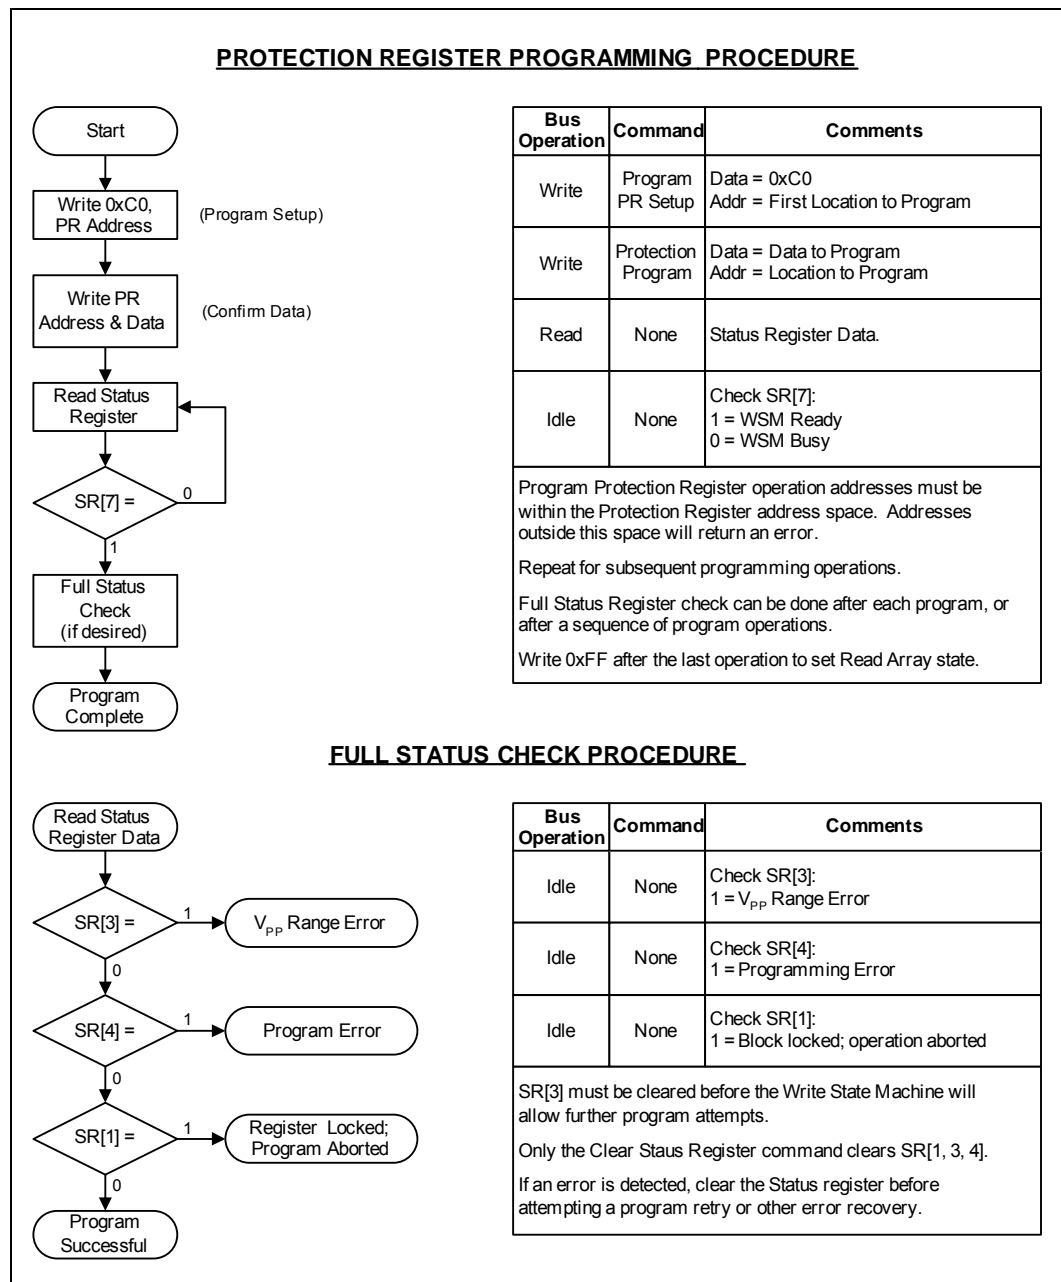 PROTECTION REGISTER PROGRAMMING PROCEDURE
Start
Write 0xC0,
PR Address
(Program Setup)
Write PR
Address & Data
(Confirm Data)
Read Status
Register
SR[7] =
0
1
Full Status
Check
(if desired)
Program
Complete
Bus
Operation
Command
Comments
Write
Program
PR Setup
Data = 0xC0
Addr = First Location to Program
Write
Protection
Program
Data = Data to Program
Addr = Location to Program
Read
None
Status Register Data.
Idle
None
Check SR[7]:
1 = WSM Ready
0 = WSM Busy
Program Protection Register operation addresses must be
within the Protection Register address space. Addresses
outside this space will return an error.
Repeat for subsequent programming operations.
Full Status Register check can be done after each program, or
after a sequence of program operations.
Write 0xFF after the last operation to set Read Array state.
FULL STATUS CHECK PROCEDURE
Read Status
Register Data
SR[3] =
1
VPP Range Error
0
SR[4] =
1
Program Error
0
SR[1] =
1
Register Locked;
Program Aborted
0
Program
Successful
Bus
Operation
Command
Comments
Idle
None
Check SR[3]:
1 = VPP Range Error
Idle
None
Check SR[4]:
1 = Programming Error
Idle
None
Check SR[1]:
1 = Block locked; operation aborted
SR[3] must be cleared before the Write State Machine will
allow further program attempts.
Only the Clear Staus Register command clears SR[1, 3, 4].
If an error is detected, clear the Status register before
attempting a program retry or other error recovery.